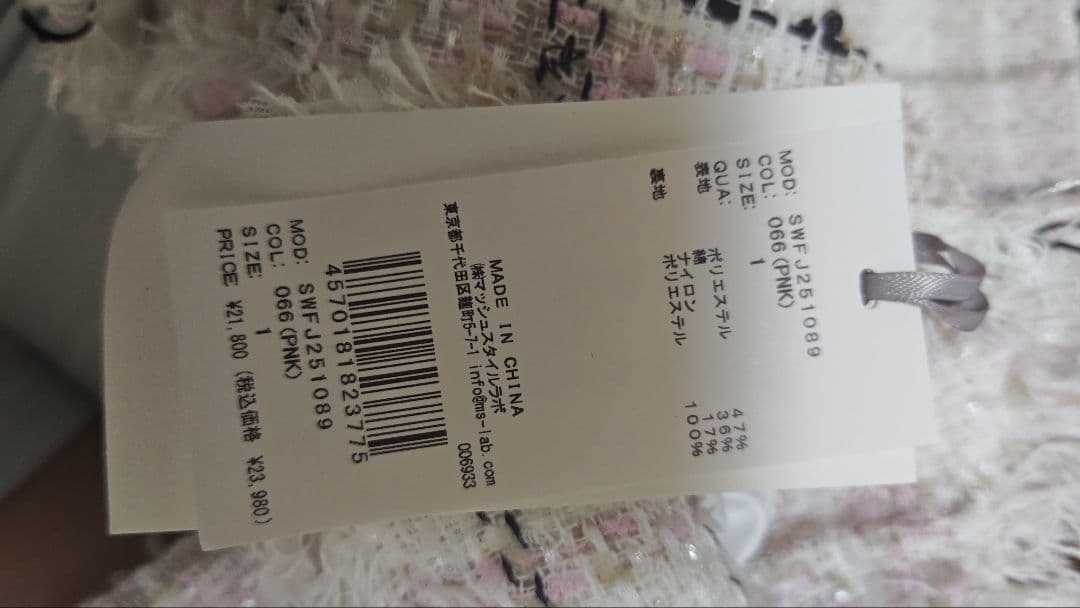 MOD: SWFJ251089
COL: 066(PNK)
SIZE: 1
QUA:
表地 ポリエステル 47%
綿 36%
ナイロン 17%
裏地 ポリエステル 100%
MADE IN CHINA
㈱マッシュスタイルラボ
東京都千代田区麹町5-7-1 info@ms-lab.com
006933
4570181823775
MOD: SWFJ251089
COL: 066(PNK)
SIZE: 1
PRICE ¥21,800 (税込価格 ¥23,980)